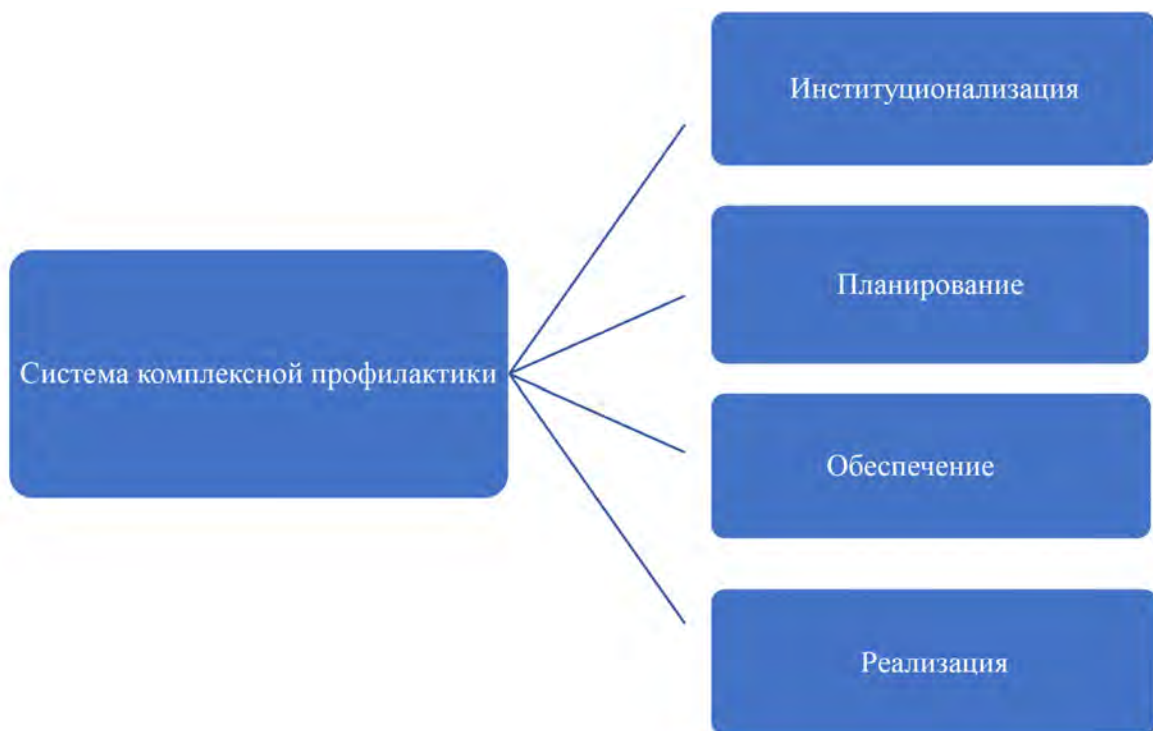 Институционализация
Планирование
Система комплексной профилактики
Обеспечение
Реализация